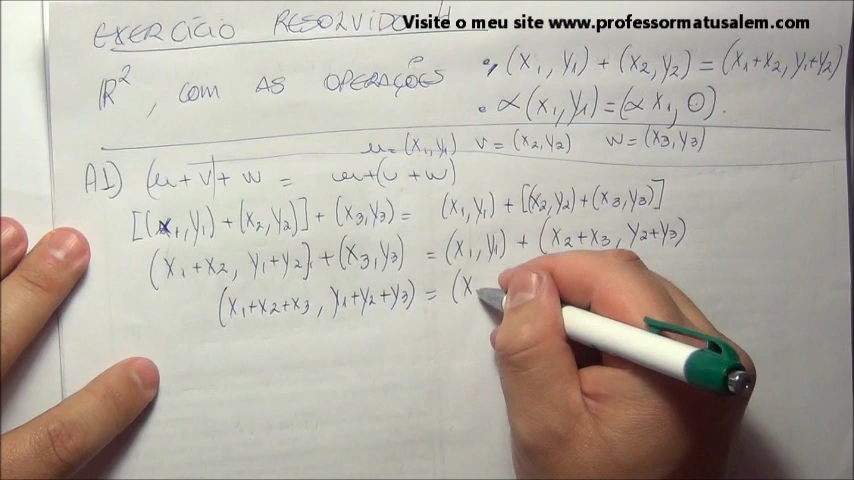 EXERCÍCIO RESOLVIDO
Visite o meu site www.professormatusalem.com
ℝ², COM AS OPERAÇÕES • (x₁, y₁) + (x₂, y₂) = (x₁+x₂, y₁+y₂)
• α(x₁, y₁) = (αx₁, 0).
u = (x₁, y₁) v = (x₂, y₂) w = (x₃, y₃)
A1) (u + v) + w = u + (v + w)
[(x₁, y₁) + (x₂, y₂)] + (x₃, y₃) = (x₁, y₁) + [(x₂, y₂) + (x₃, y₃)]
(x₁+x₂, y₁+y₂) + (x₃, y₃) = (x₁, y₁) + (x₂+x₃, y₂+y₃)
(x₁+x₂+x₃, y₁+y₂+y₃) = (x